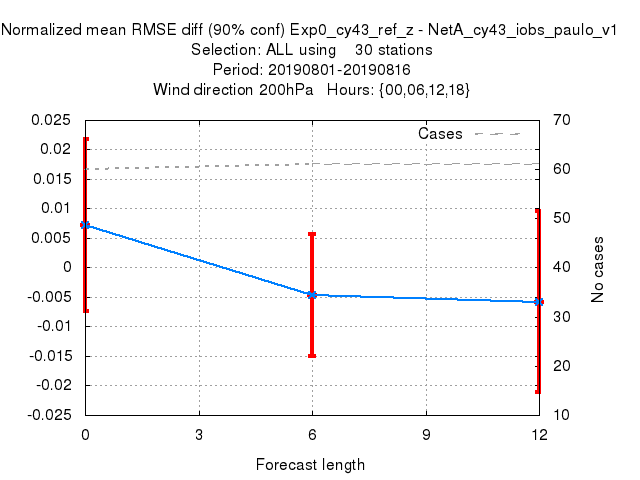 Normalized mean RMSE diff (90% conf) Exp0_cy43_ref_z - NetA_cy43_iobs_paulo_v1
Selection: ALL using 30 stations
Period: 20190801-20190816
Wind direction 200hPa Hours: {00,06,12,18}
0.025
0.02
0.015
0.01
0.005
0
-0.005
-0.01
-0.015
-0.02
-0.025
Cases
70
60
50
40
30
20
10
No cases
0 3 6 9 12
Forecast length